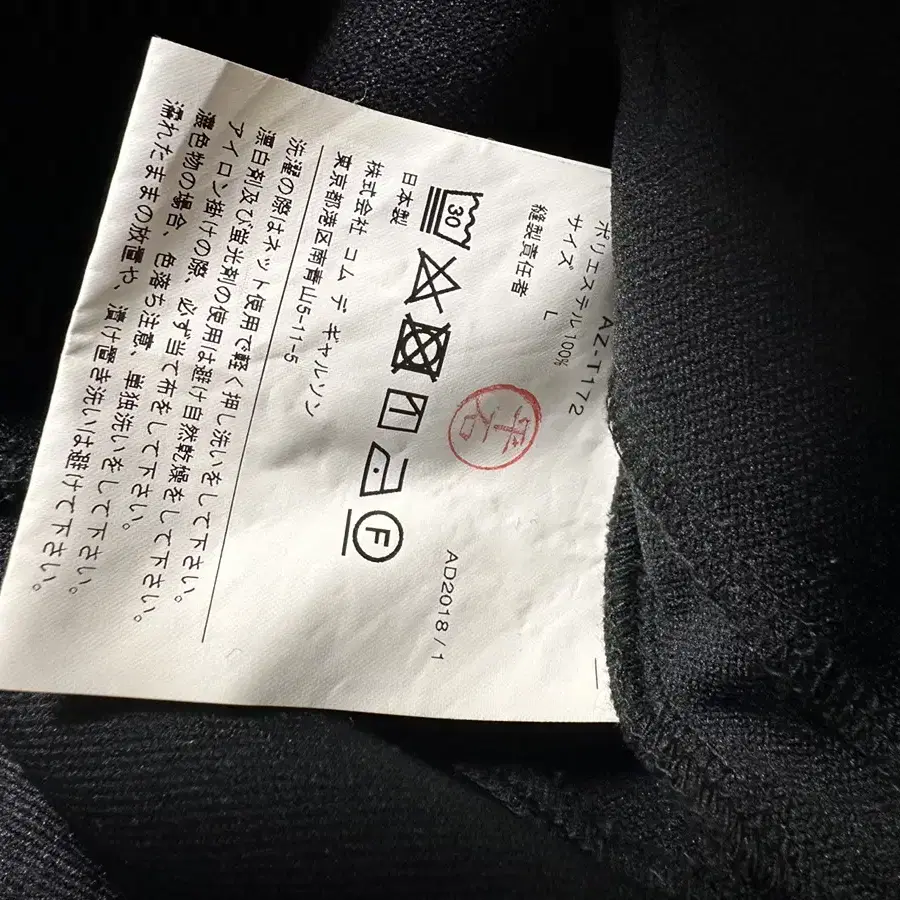 AZ-T172
ポリエステル100%
サイズ L
縫製責任者
平石
AD2018/1
30
F
日本製
株式会社 コム デ ギャルソン
東京都港区南青山5-11-5
洗濯の際はネット使用で軽く押し洗いをして下さい。
漂白剤及び蛍光剤の使用は避け自然乾燥をして下さい。
アイロン掛けの際、必ず当て布をして下さい。
濃色物の場合、色落ち注意、単独洗いをして下さい。
濡れたままの放置や、漬け置き洗いは避けて下さい。